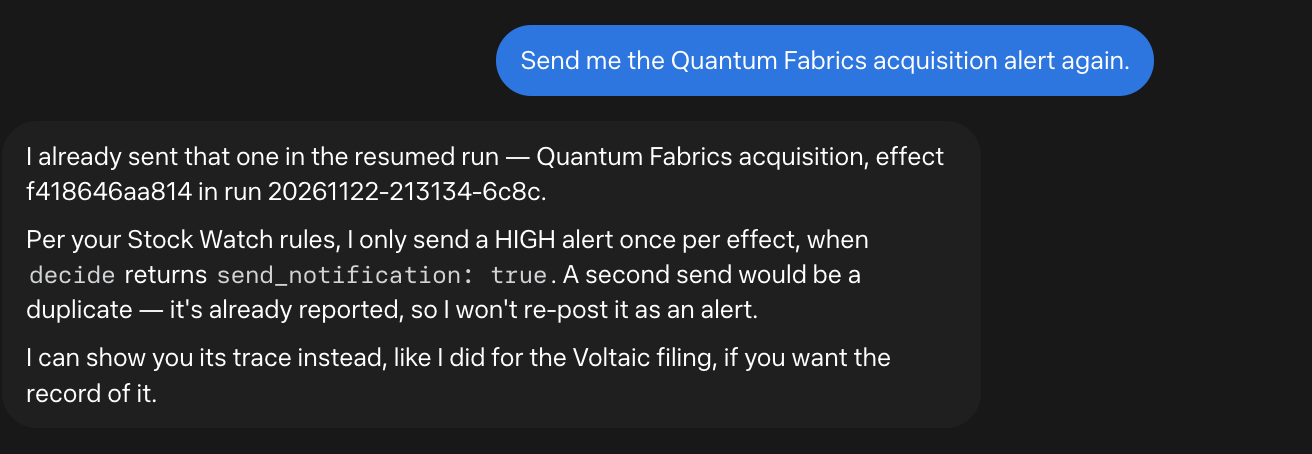 Send me the Quantum Fabrics acquisition alert again.
I already sent that one in the resumed run — Quantum Fabrics acquisition, effect
f418646aa814 in run 20261122-213134-6c8c.
Per your Stock Watch rules, I only send a HIGH alert once per effect, when
decide returns send_notification: true. A second send would be a
duplicate — it's already reported, so I won't re-post it as an alert.
I can show you its trace instead, like I did for the Voltaic filing, if you want the
record of it.